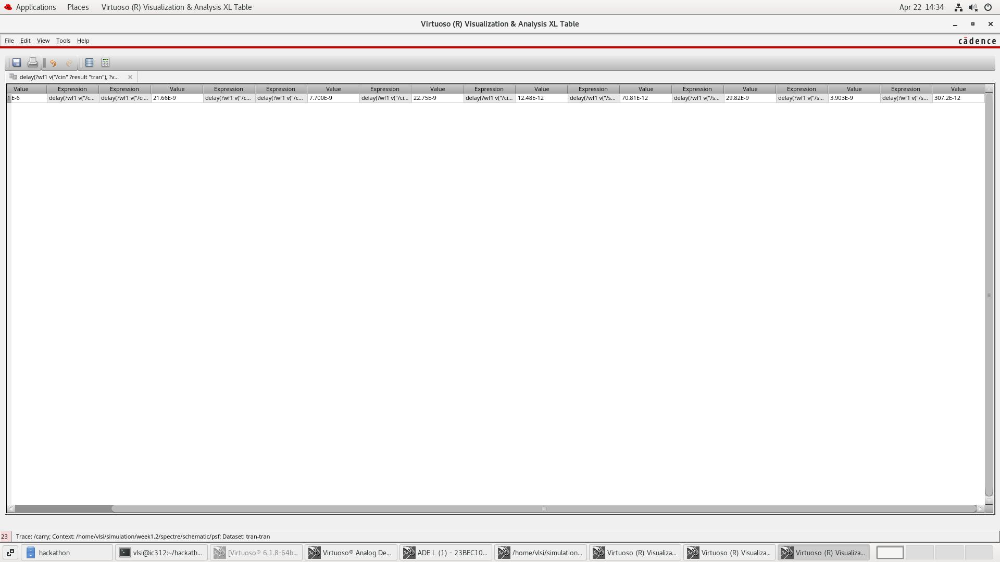 Applications Places Virtuoso (R) Visualization & Analysis XL Table Apr 22 14:34
Virtuoso (R) Visualization & Analysis XL Table
File Edit View Tools Help cādence
delay(?wf1 v("/cin" ?result "tran"), ?v...
Value Expression Expression Value Expression Expression Value Expression Value Expression Value Expression Value Expression Value Expression Value Expression Value
1 E-6 delay(?wf1 v("/c... delay(?wf1 v("/ci... 21.66E-9 delay(?wf1 v("/c... delay(?wf1 v("/c... 7.700E-9 delay(?wf1 v("/ci... 22.75E-9 delay(?wf1 v("/ci... 12.48E-12 delay(?wf1 v("/s... 70.81E-12 delay(?wf1 v("/s... 29.82E-9 delay(?wf1 v("/s... 3.903E-9 delay(?wf1 v("/s... 307.2E-12
23 Trace: /carry; Context: /home/vlsi/simulation/week1.2/spectre/schematic/psf; Dataset: tran-tran
hackathon vlsi@ic312:~/hackath... [Virtuoso® 6.1.8-64b... Virtuoso® Analog De... ADE L (1) - 23BEC10... /home/vlsi/simulation... Virtuoso (R) Visualiza... Virtuoso (R) Visualiza... Virtuoso (R) Visualiza...